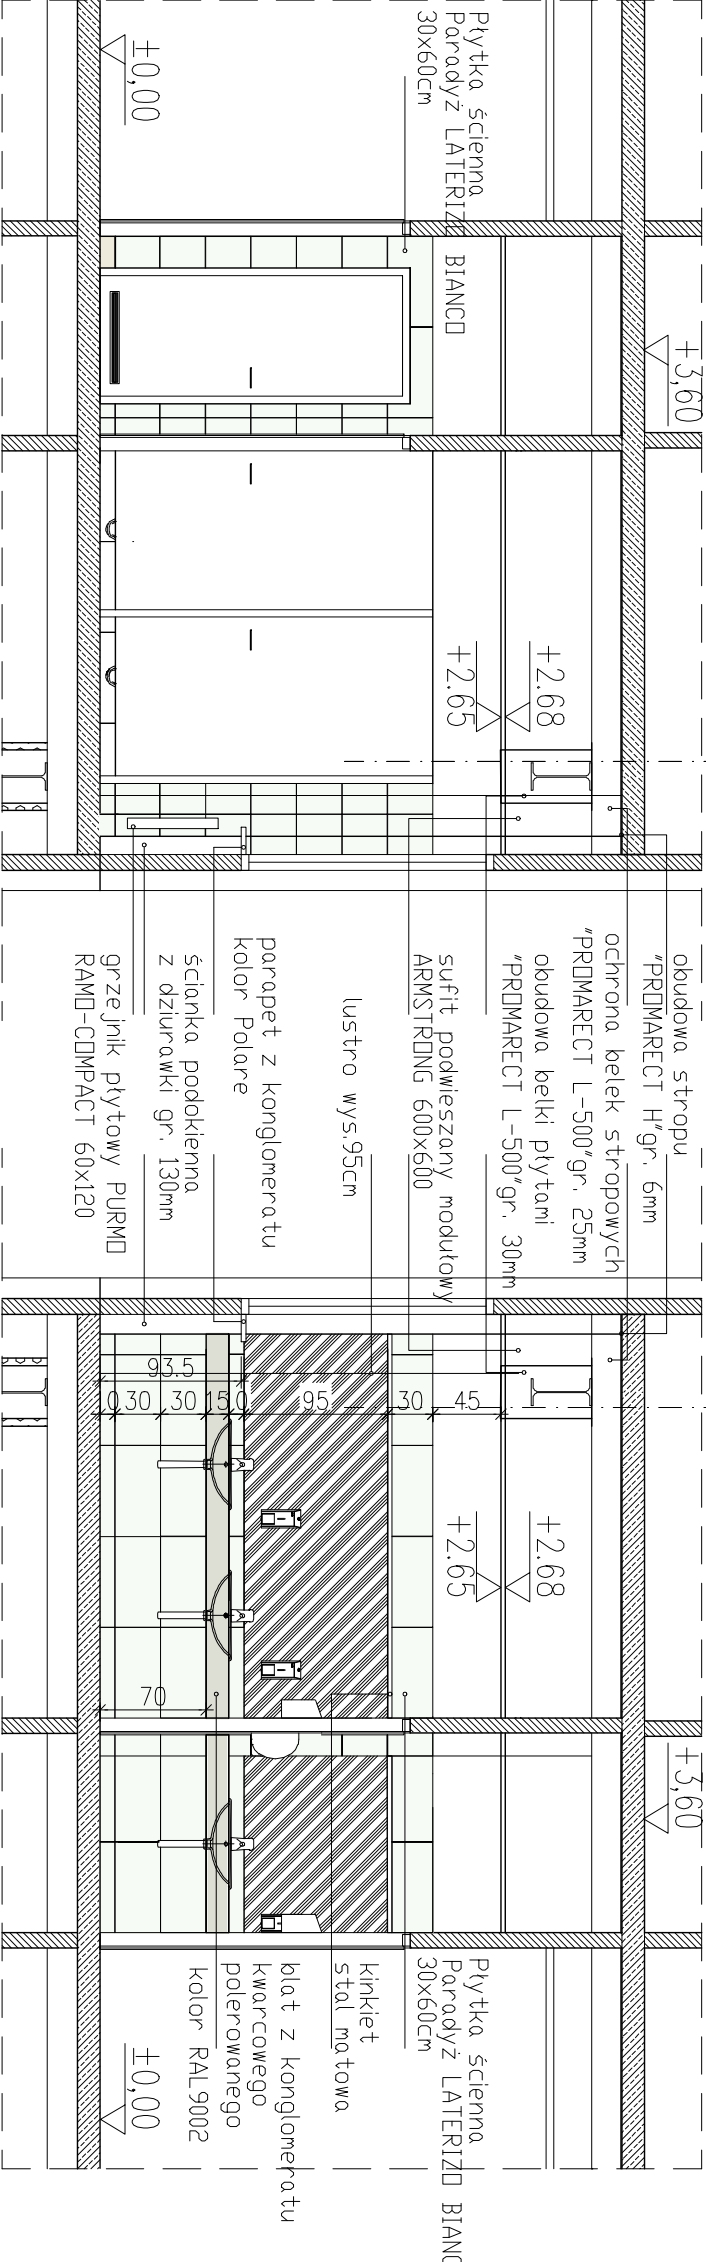 Płytka ścienna
Paradyż LATERIZO BIANCO
30x60cm
±0,00
+3,60
+2.68
+2.65
obudowa stropu
"PROMARECT H"gr. 6mm
ochrona belek stropowych
"PROMARECT L-500"gr. 25mm
obudowa belki płytami
"PROMARECT L-500"gr. 30mm
sufit podwieszany modułowy
ARMSTRONG 600x600
lustro wys.95cm
parapet z konglomeratu
kolor Polare
ścianka podokienna
z dziurawki gr. 130mm
grzejnik płytowy PURMO
RAMO-COMPACT 60x120
93.5
30
30
15
95
30
45
+2.68
+2.65
70
+3,60
Płytka ścienna
Paradyż LATERIZO BIANC
30x60cm
kinkiet
stal matowa
blat z konglomeratu
kwarcowego
polerowanego
kolor RAL 9002
±0,00